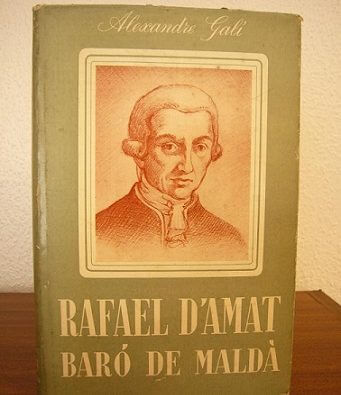 Alexandre Galí
RAFAEL D'AMAT
BARÓ DE MALDÀ